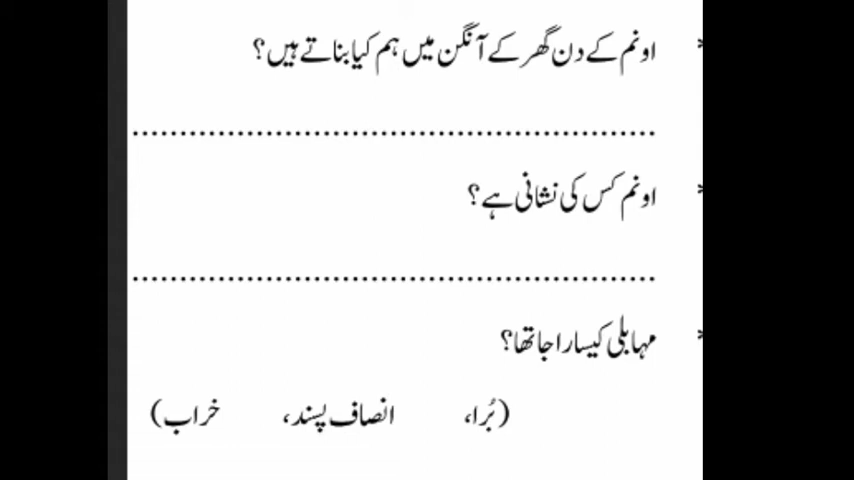 * اونم کے دن گھر کے آنگن میں ہم کیا بناتے ہیں؟
......................................................
* اونم کس کی نشانی ہے؟
......................................................
* مہابلی کیسا راجا تھا؟
(بُرا، انصاف پسند، خراب)